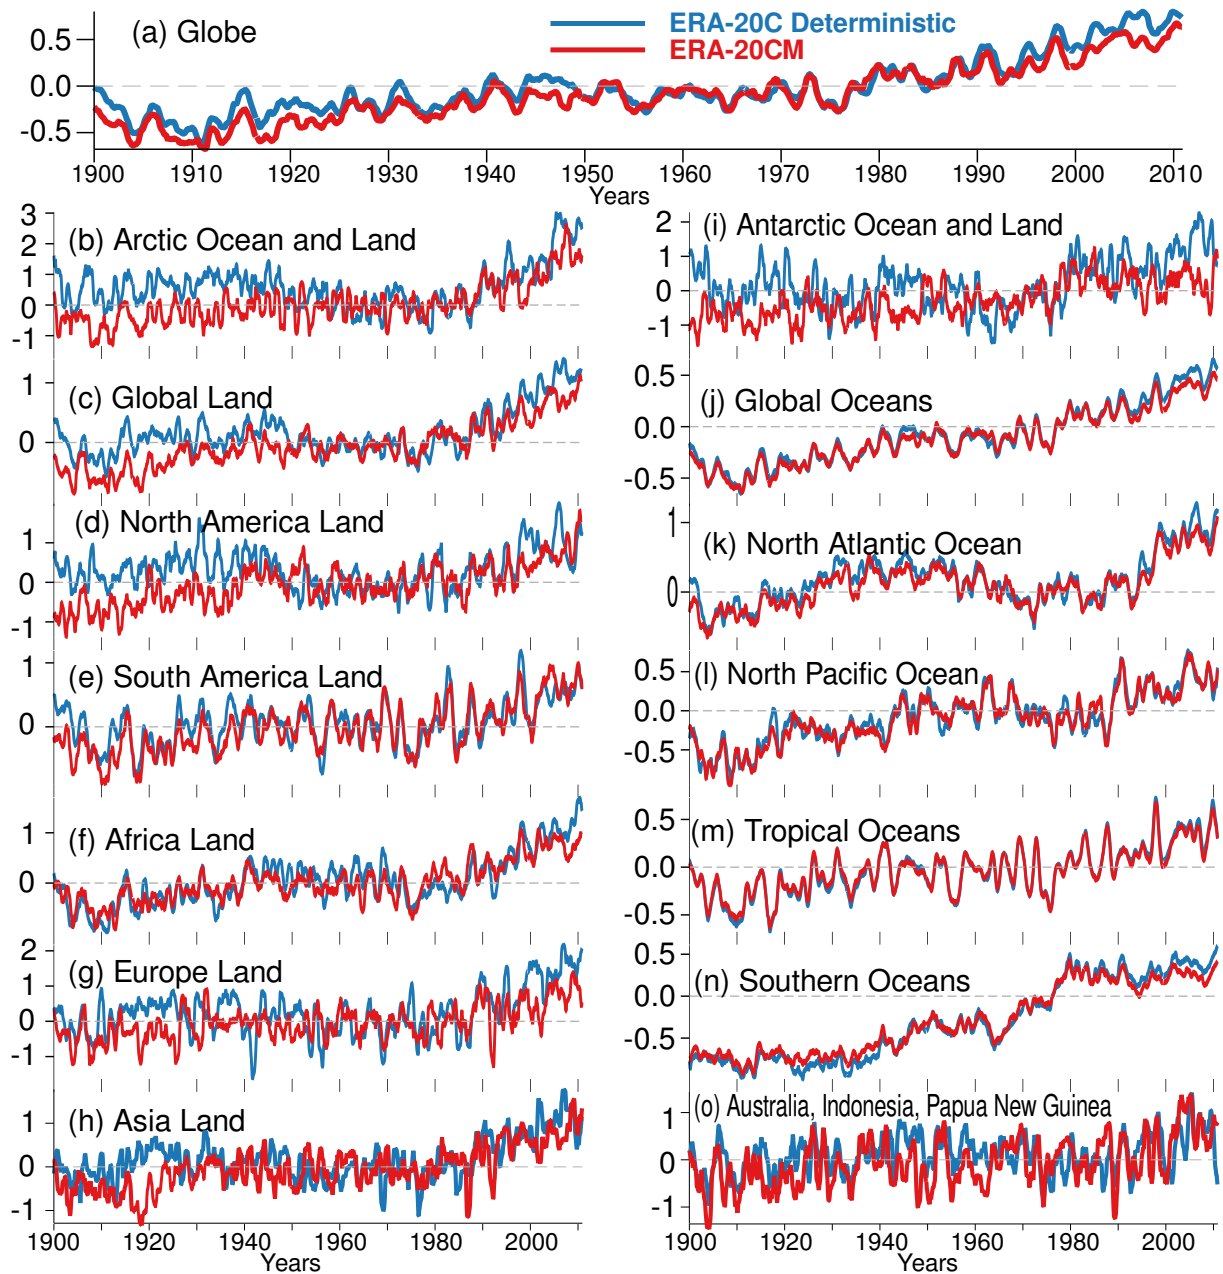 (a) Globe
ERA-20C Deterministic
ERA-20CM
0.5
0.0
-0.5
1900 1910 1920 1930 1940 1950 1960 1970 1980 1990 2000 2010
Years
(b) Arctic Ocean and Land
3
2
1
0
-1
(c) Global Land
1
0
(d) North America Land
1
0
-1
(e) South America Land
1
0
(f) Africa Land
1
0
(g) Europe Land
2
1
0
-1
(h) Asia Land
1
0
-1
1900 1920 1940 1960 1980 2000
Years
(i) Antarctic Ocean and Land
2
1
0
-1
(j) Global Oceans
0.5
0.0
-0.5
(k) North Atlantic Ocean
1
0
(l) North Pacific Ocean
0.5
0.0
-0.5
(m) Tropical Oceans
0.5
0.0
-0.5
(n) Southern Oceans
0.5
0.0
-0.5
(o) Australia, Indonesia, Papua New Guinea
1
0
-1
1900 1920 1940 1960 1980 2000
Years